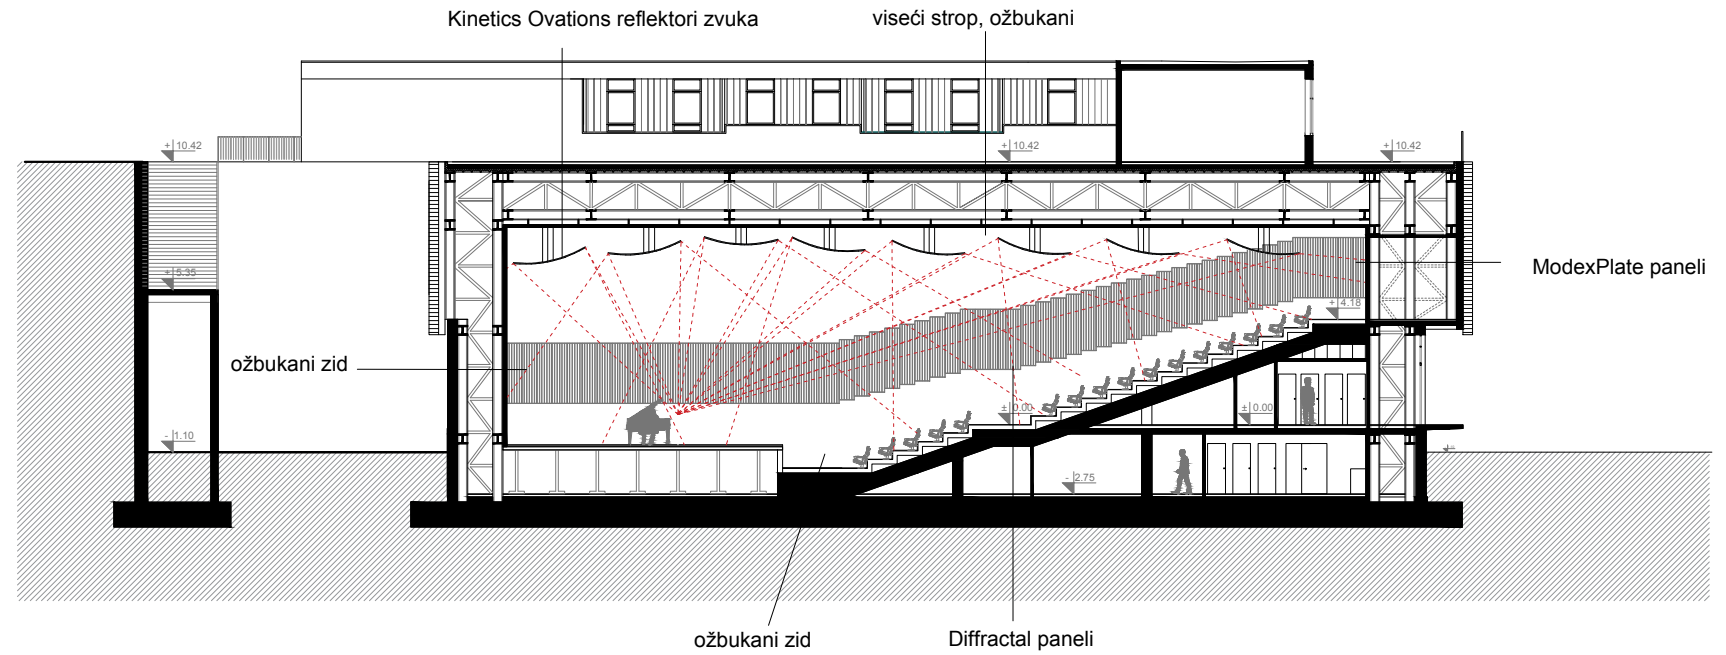 Kinetics Ovations reflektori zvuka
viseći strop, ožbukani
+ 10.42
+ 10.42
+ 10.42
+ 5.35
ModexPlate paneli
+ 4.18
ožbukani zid
± 0.00
± 0.00
- 1.10
- 2.75
ožbukani zid
Diffractal paneli